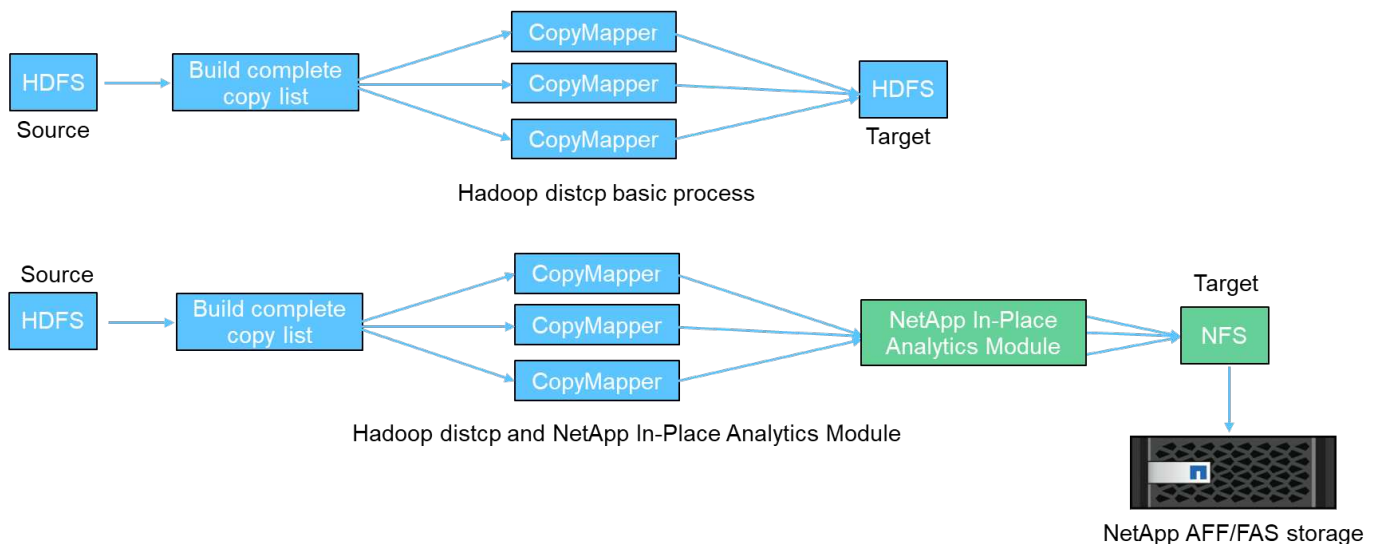 CopyMapper
HDFS
Build complete
copy list
CopyMapper
HDFS
Source
CopyMapper
Target
Hadoop distcp basic process
Source
CopyMapper
Target
HDFS
Build complete
copy list
CopyMapper
NetApp In-Place
Analytics Module
NFS
CopyMapper
Hadoop distcp and NetApp In-Place Analytics Module
NetApp AFF/FAS storage